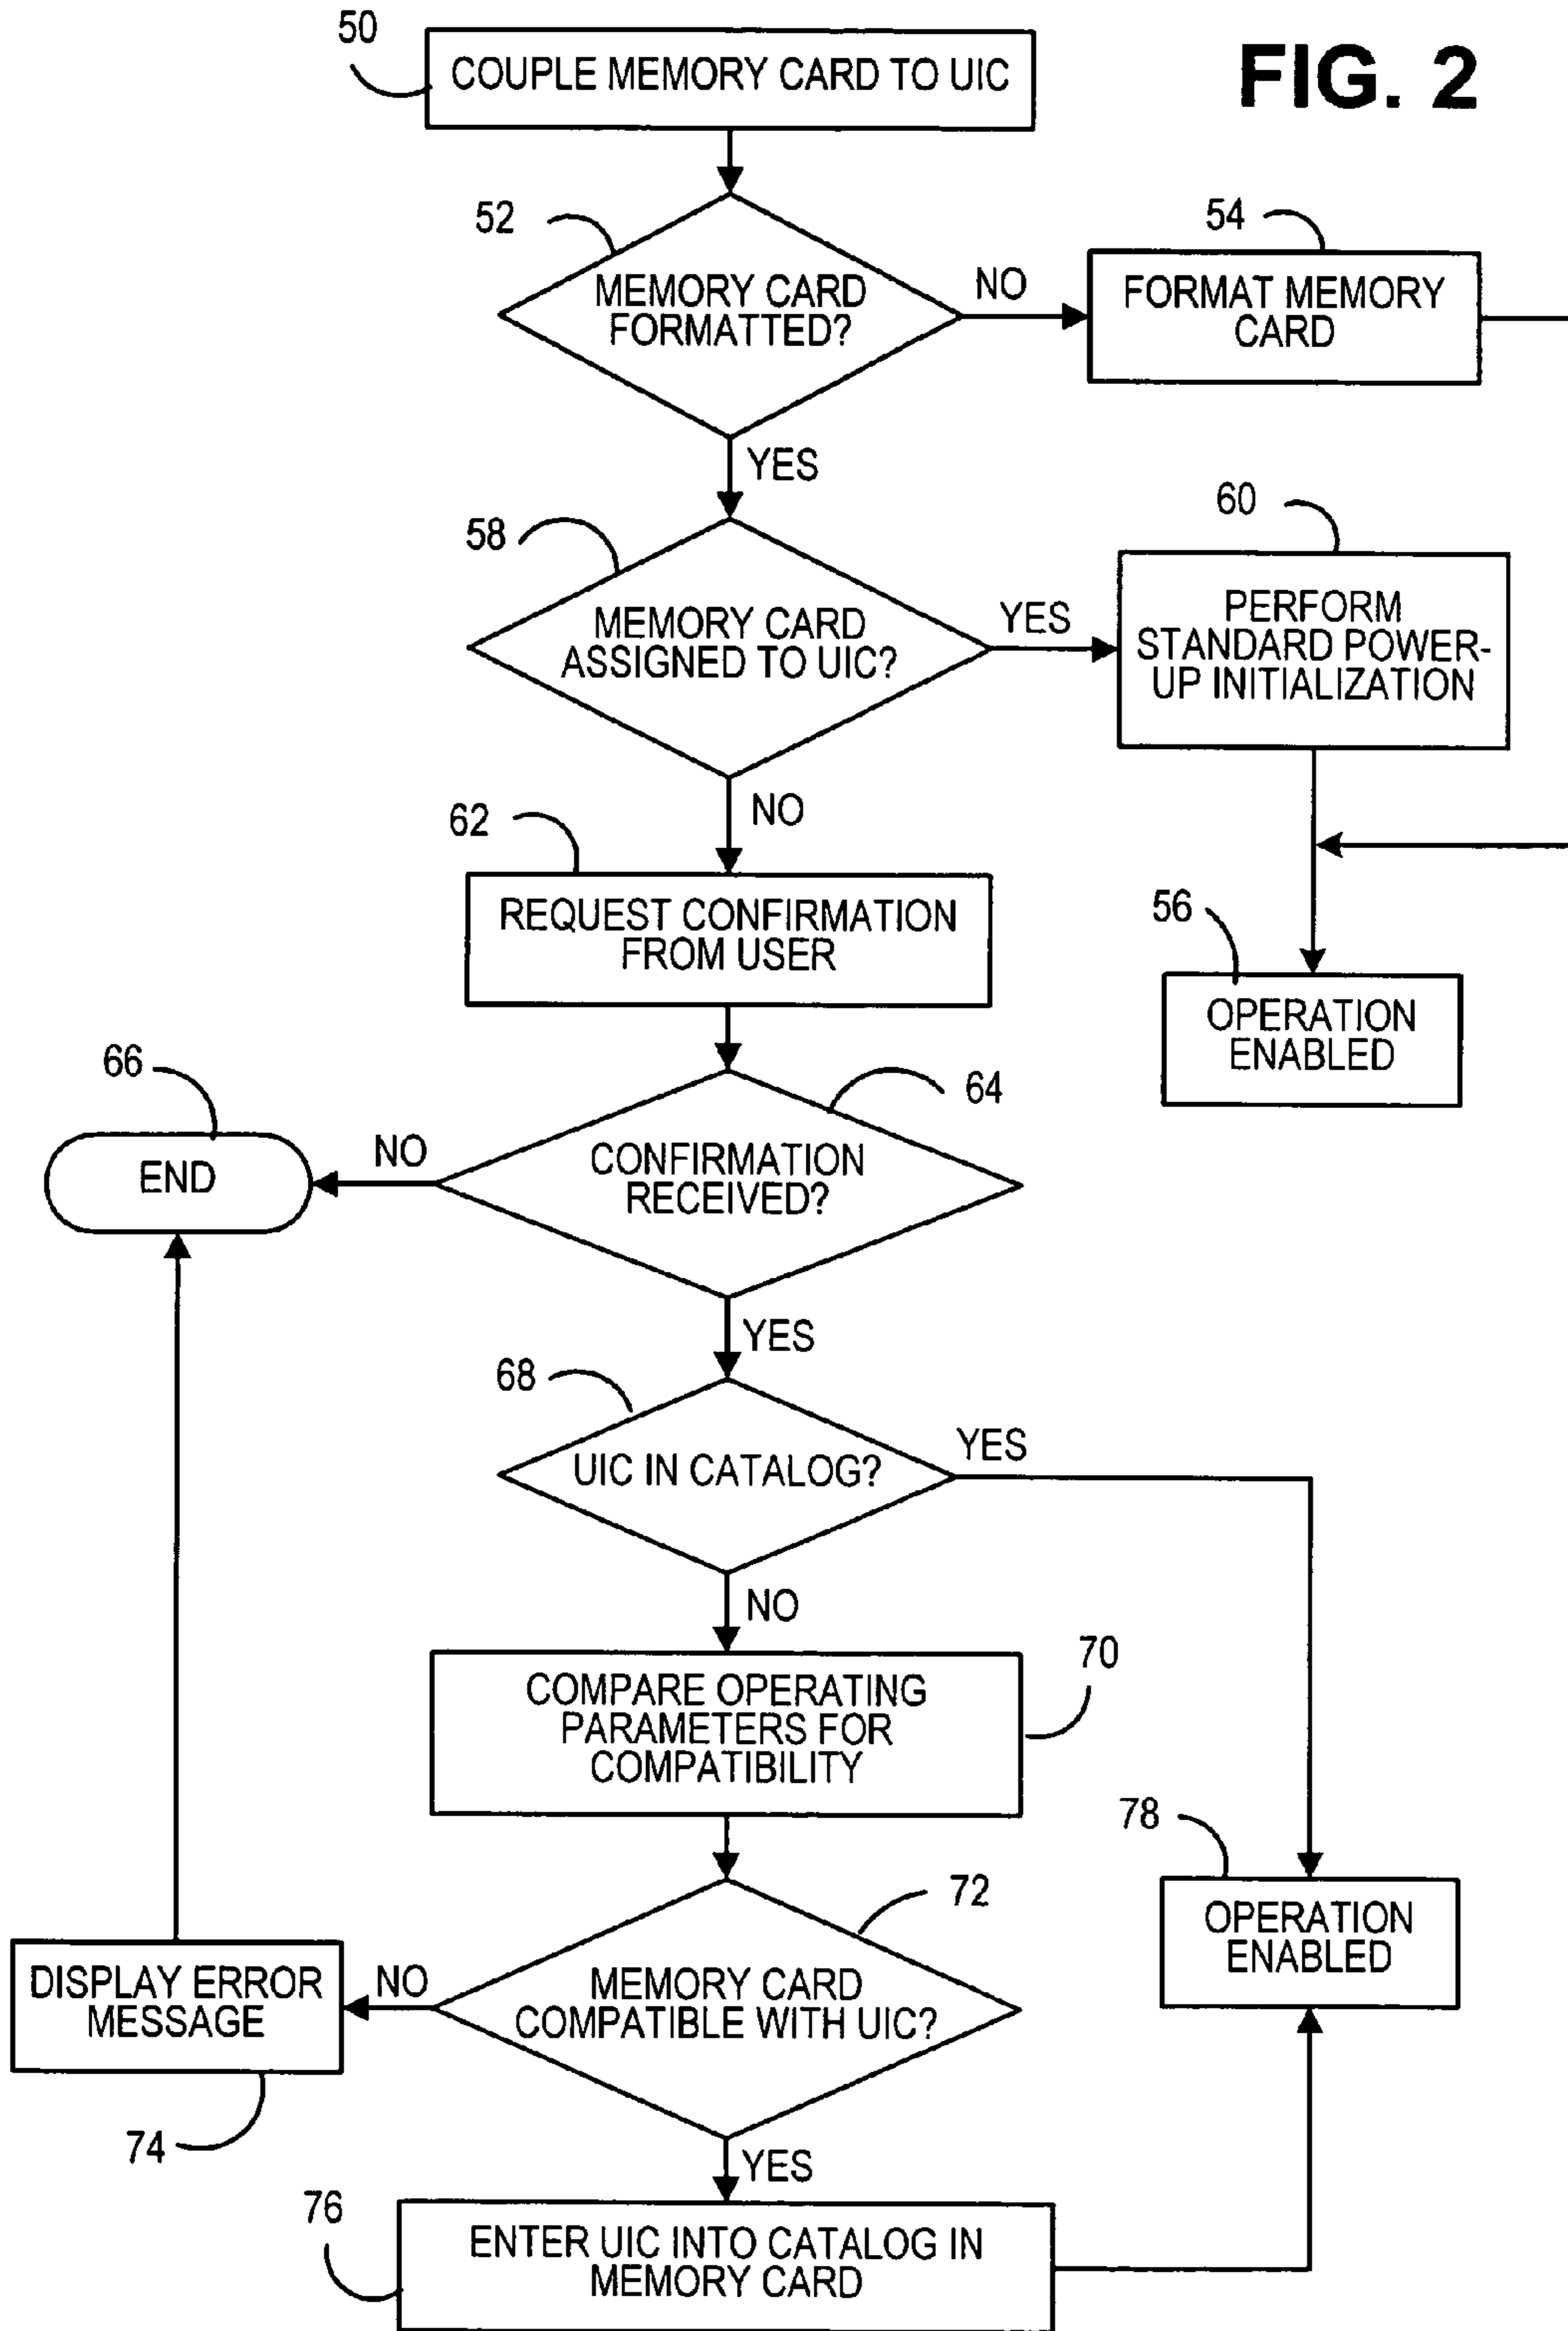 FIG. 2
50
COUPLE MEMORY CARD TO UIC
52
MEMORY CARD
FORMATTED?
NO
54
FORMAT MEMORY
CARD
YES
58
MEMORY CARD
ASSIGNED TO UIC?
YES
60
PERFORM
STANDARD POWER-
UP INITIALIZATION
NO
62
REQUEST CONFIRMATION
FROM USER
56
OPERATION
ENABLED
66
END
NO
64
CONFIRMATION
RECEIVED?
YES
68
UIC IN CATALOG?
YES
NO
70
COMPARE OPERATING
PARAMETERS FOR
COMPATIBILITY
78
OPERATION
ENABLED
72
MEMORY CARD
COMPATIBLE WITH UIC?
NO
DISPLAY ERROR
MESSAGE
74
YES
76
ENTER UIC INTO CATALOG IN
MEMORY CARD